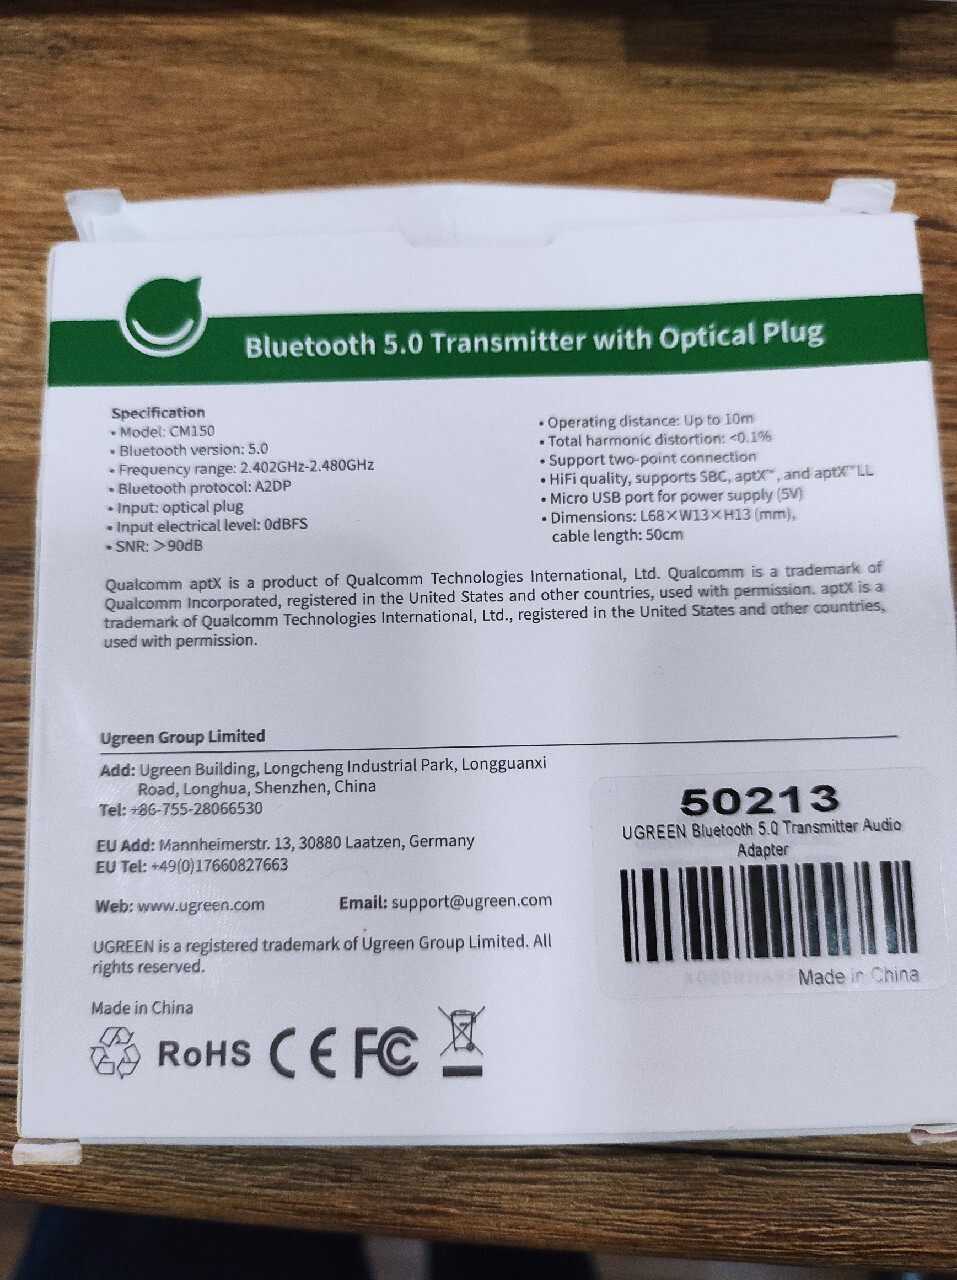 Bluetooth 5.0 Transmitter with Optical Plug
Specification
• Model: CM150
• Bluetooth version: 5.0
• Frequency range: 2.402GHz-2.480GHz
• Bluetooth protocol: A2DP
• Input: optical plug
• Input electrical level: 0dBFS
• SNR: >90dB
• Operating distance: Up to 10m
• Total harmonic distortion: <0.1%
• Support two-point connection
• HiFi quality, supports SBC, aptX™, and aptX™ LL
• Micro USB port for power supply (5V)
• Dimensions: L68×W13×H13 (mm),
cable length: 50cm
Qualcomm aptX is a product of Qualcomm Technologies International, Ltd. Qualcomm is a trademark of
Qualcomm Incorporated, registered in the United States and other countries, used with permission. aptX is a
trademark of Qualcomm Technologies International, Ltd., registered in the United States and other countries,
used with permission.
Ugreen Group Limited
Add: Ugreen Building, Longcheng Industrial Park, Longguanxi
Road, Longhua, Shenzhen, China
Tel: +86-755-28066530
EU Add: Mannheimerstr. 13, 30880 Laatzen, Germany
EU Tel: +49(0)17660827663
Web: www.ugreen.com Email: support@ugreen.com
UGREEN is a registered trademark of Ugreen Group Limited. All
rights reserved.
Made in China
RoHS CE FC
50213
UGREEN Bluetooth 5.0 Transmitter Audio
Adapter
Made in China